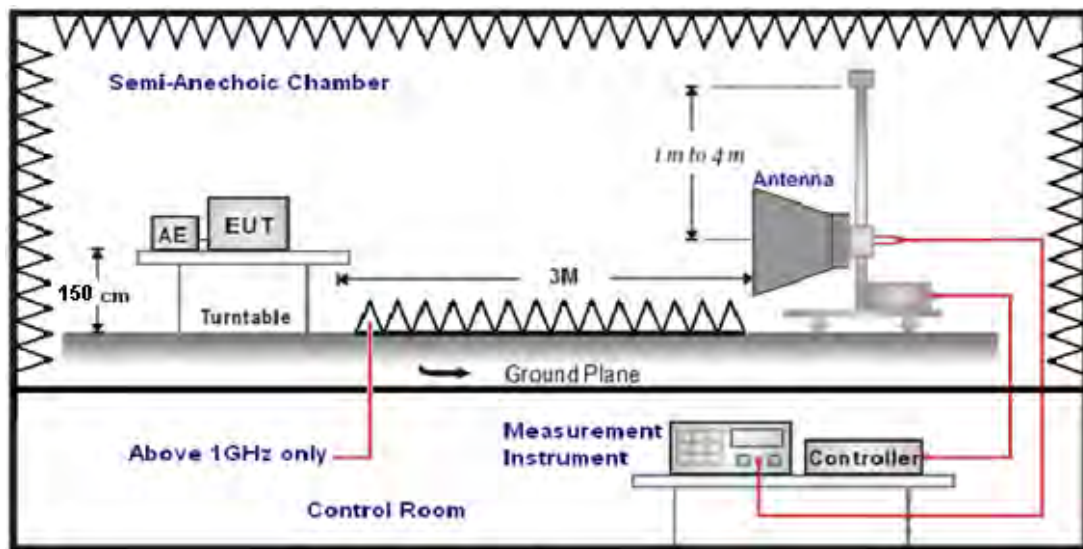 Semi-Anechoic Chamber
1 m to 4 m
Antenna
AE
EUT
3M
150 cm
Turntable
Ground Plane
Above 1GHz only
Measurement
Instrument
Controller
Control Room